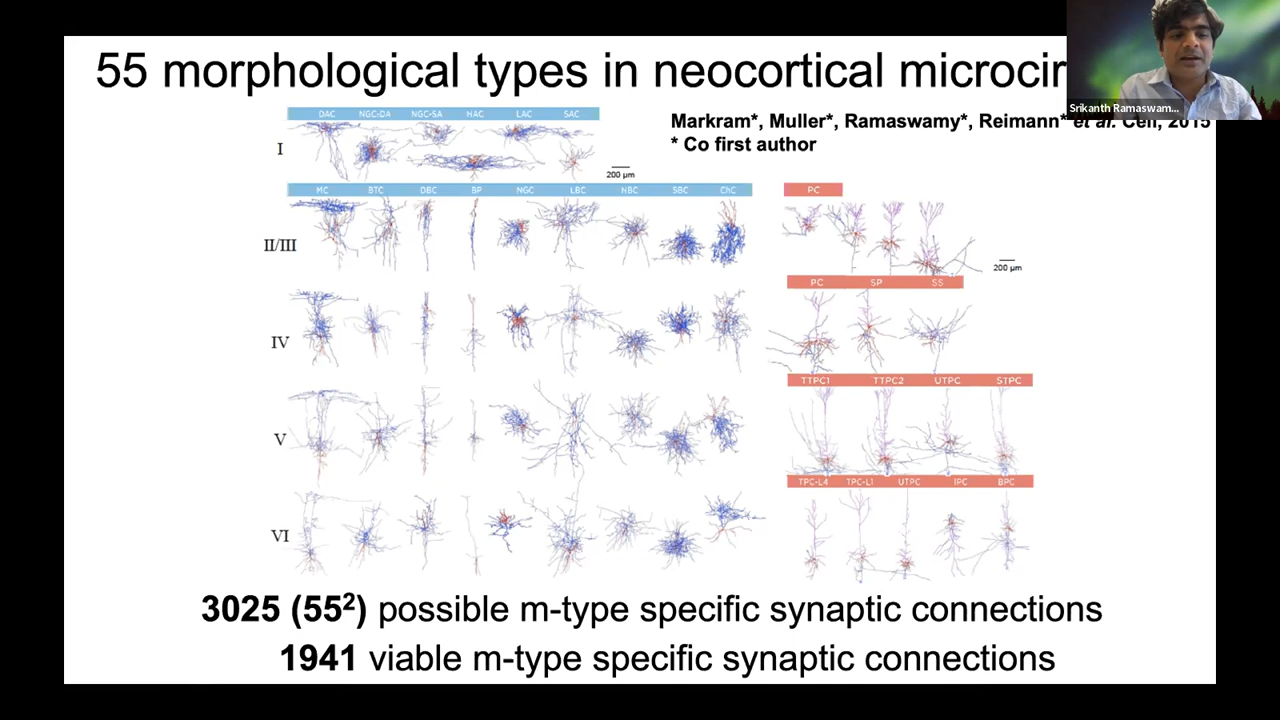 55 morphological types in neocortical microcir
Srikanth Ramaswam...
Markram*, Muller*, Ramaswamy*, Reimann* et al. Cell, 2015
* Co first author
DAC NGC-DA NGC-SA HAC LAC SAC
I
200 µm
MC BTC DBC BP NGC LBC NBC SBC ChC PC
II/III
200 µm
PC SP SS
IV
TTPC1 TTPC2 UTPC STPC
V
TPC-L4 TPC-L1 UTPC IPC BPC
VI
3025 (55²) possible m-type specific synaptic connections
1941 viable m-type specific synaptic connections